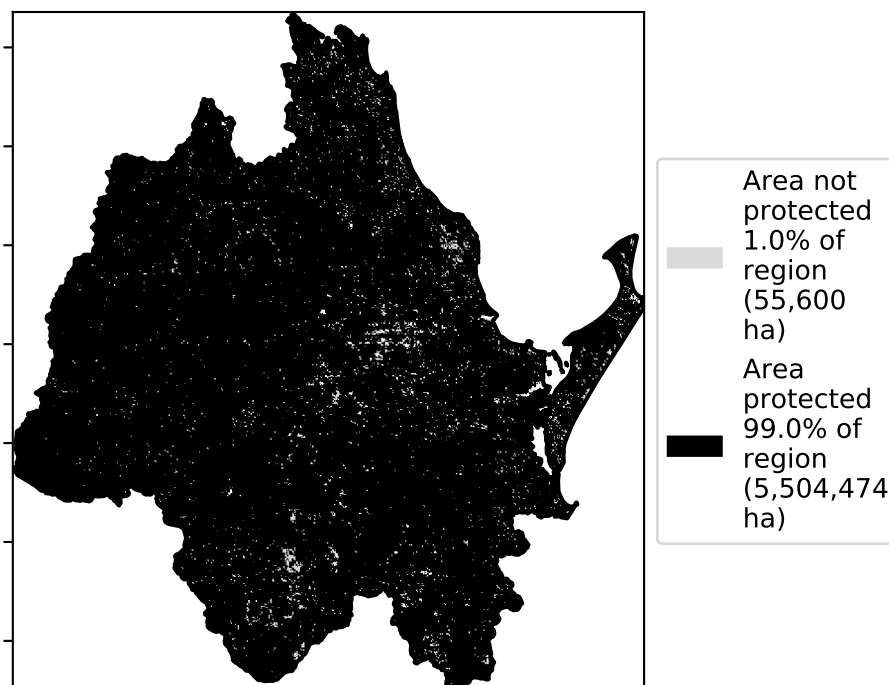 Area not
protected
1.0% of
region
(55,600
ha)
Area
protected
99.0% of
region
(5,504,474
ha)